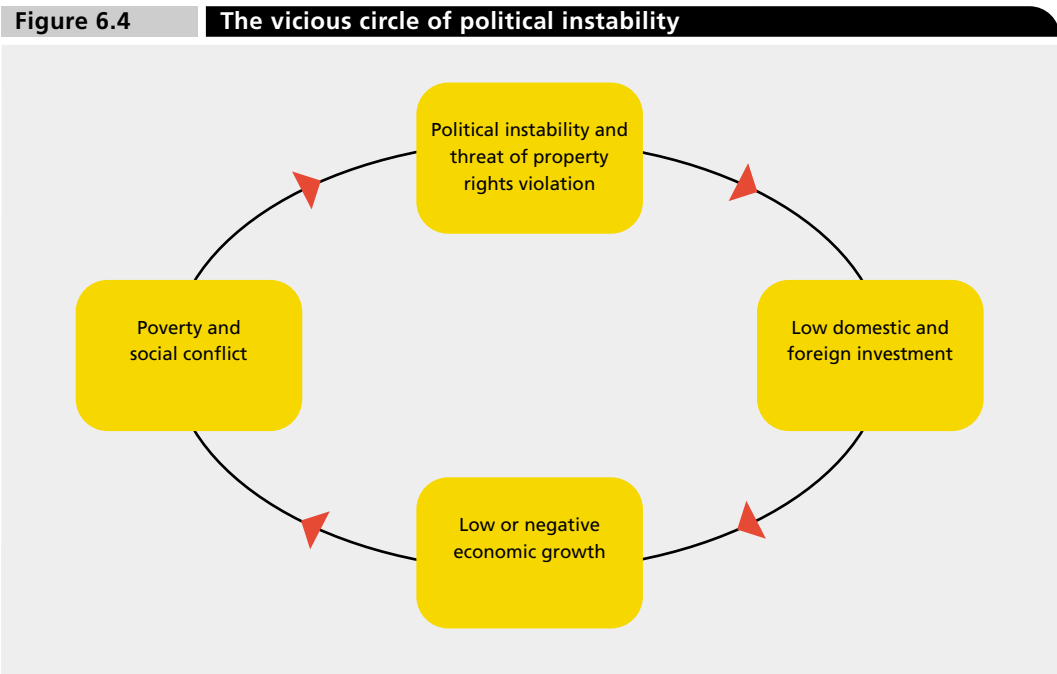 Figure 6.4
The vicious circle of political instability
Political instability and
threat of property
rights violation
Poverty and
social conflict
Low domestic and
foreign investment
Low or negative
economic growth